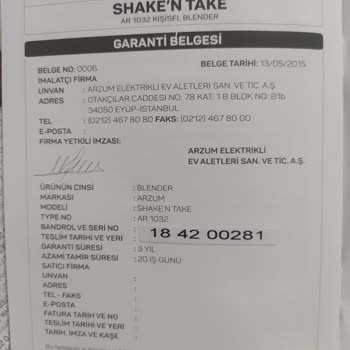 SHAKE'N TAKE
AR 1032 KİŞİSEL BLENDER
GARANTİ BELGESİ
BELGE NO: 0006 BELGE TARİHİ: 13/05/2015
İMALATÇI FİRMA
UNVAN : ARZUM ELEKTRİKLİ EV ALETLERİ SAN. VE TİC. A.Ş.
ADRES : OTAKÇILAR CADDESİ NO. 78 KAT: 1 B BLOK NO: B1b
34050 EYÜP-İSTANBUL
TEL : (0212) 467 80 80 FAKS: (0212) 467 80 00
E-POSTA :
FİRMA YETKİLİ İMZASI:
ARZUM ELEKTRİKLİ
EV ALETLERİ SAN. VE TİC. A.Ş.
ÜRÜNÜN CİNSİ : BLENDER
MARKASI : ARZUM
MODELİ : SHAKE'N TAKE
TYPE NO : AR 1032
BANDROL VE SERİ NO : 18 42 00281
TESLİM TARİHİ VE YERİ :
GARANTİ SÜRESİ : 3 YIL
AZAMİ TAMİR SÜRESİ : 20 İŞ GÜNÜ
SATICI FİRMA :
UNVAN :
ADRES :
TEL - FAKS :
E-POSTA :
FATURA TARİH VE NO :
TESLİM TARİHİ VE YERİ :
TARİH, İMZA VE KAŞE :